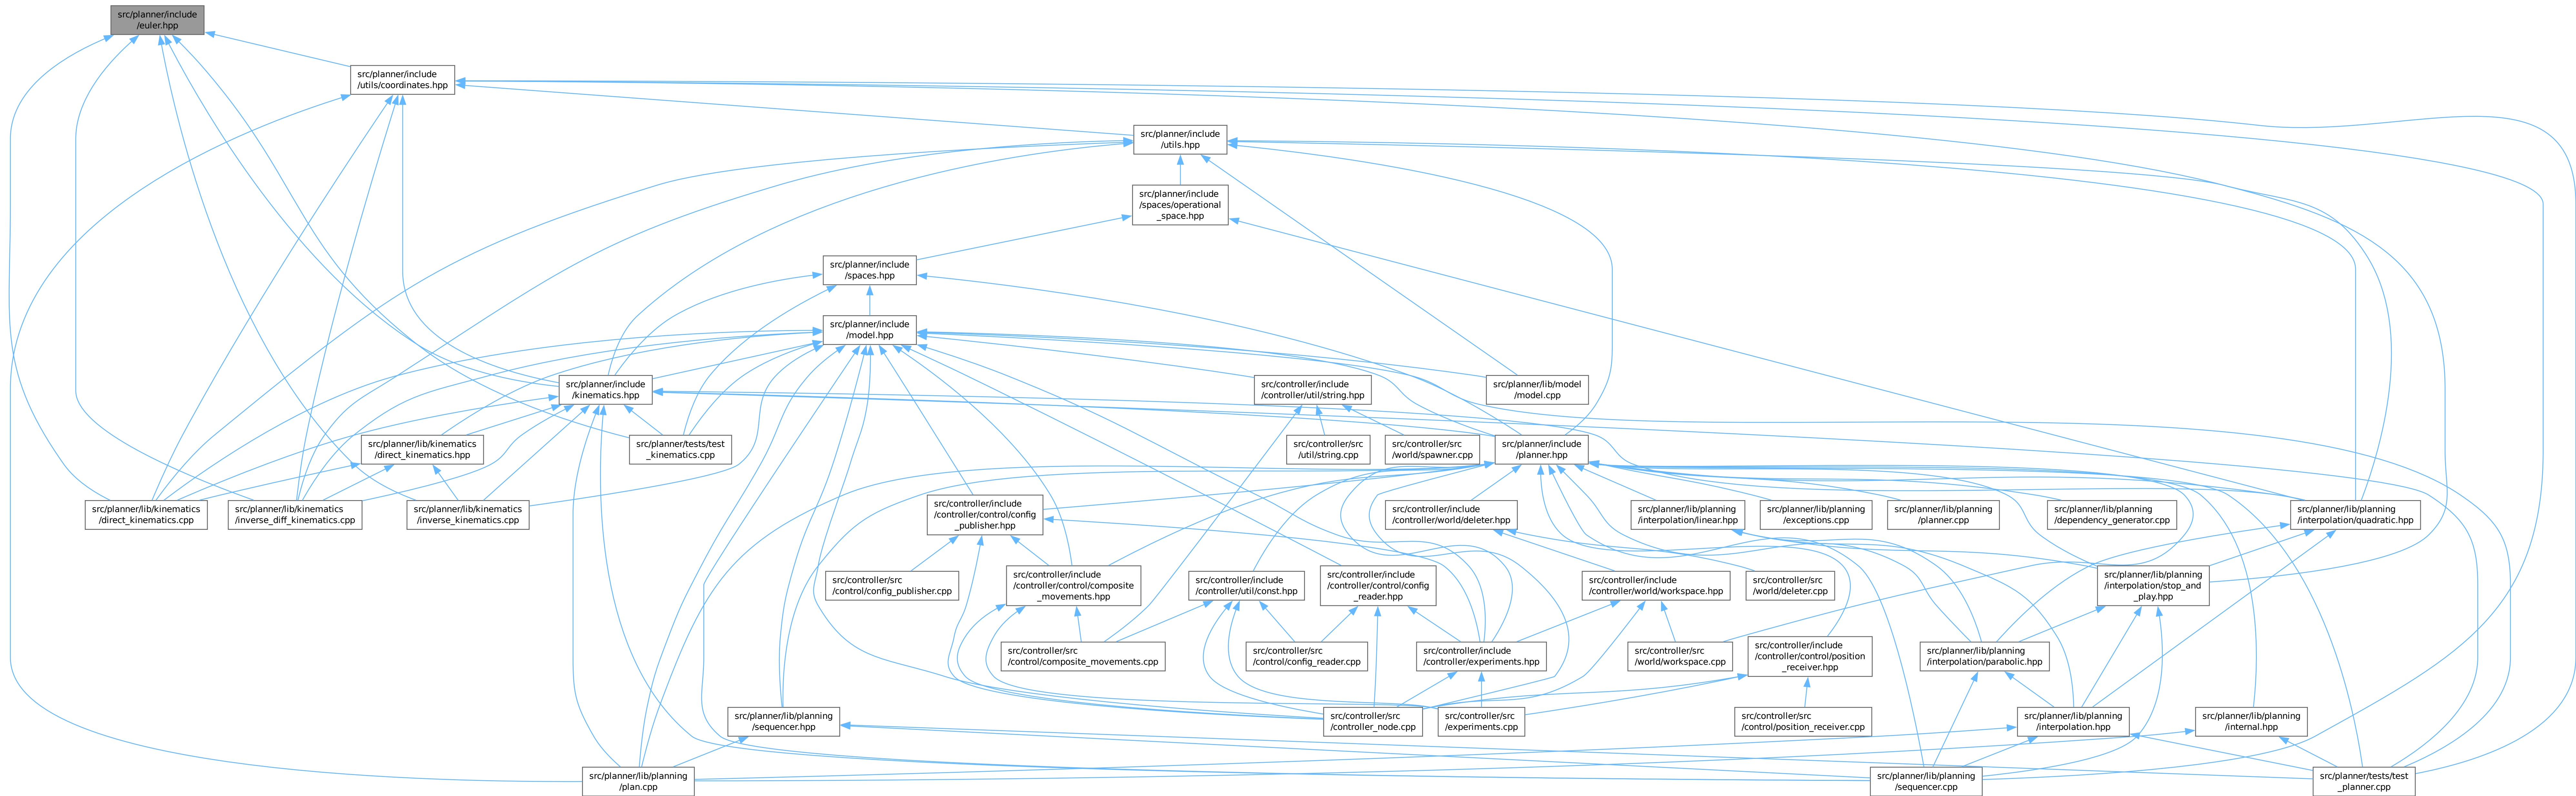 src/planner/include
/euler.hpp
src/planner/include
/utils/coordinates.hpp
src/planner/include
/utils.hpp
src/planner/include
/spaces/operational
_space.hpp
src/planner/include
/spaces.hpp
src/planner/include
/model.hpp
src/planner/include
/kinematics.hpp
src/controller/include
/controller/util/string.hpp
src/planner/lib/model
/model.cpp
src/planner/lib/kinematics
/direct_kinematics.hpp
src/planner/tests/test
_kinematics.cpp
src/controller/src
/util/string.cpp
src/controller/src
/world/spawner.cpp
src/planner/include
/planner.hpp
src/planner/lib/kinematics
/direct_kinematics.cpp
src/planner/lib/kinematics
/inverse_diff_kinematics.cpp
src/planner/lib/kinematics
/inverse_kinematics.cpp
src/controller/include
/controller/control/config
_publisher.hpp
src/controller/include
/controller/world/deleter.hpp
src/planner/lib/planning
/interpolation/linear.hpp
src/planner/lib/planning
/exceptions.cpp
src/planner/lib/planning
/planner.cpp
src/planner/lib/planning
/dependency_generator.cpp
src/planner/lib/planning
/interpolation/quadratic.hpp
src/controller/src
/control/config_publisher.cpp
src/controller/include
/controller/control/composite
_movements.hpp
src/controller/include
/controller/util/const.hpp
src/controller/include
/controller/control/config
_reader.hpp
src/controller/include
/controller/world/workspace.hpp
src/controller/src
/world/deleter.cpp
src/planner/lib/planning
/interpolation/stop_and
_play.hpp
src/controller/src
/control/composite_movements.cpp
src/controller/src
/control/config_reader.cpp
src/controller/include
/controller/experiments.hpp
src/controller/src
/world/workspace.cpp
src/controller/include
/controller/control/position
_receiver.hpp
src/planner/lib/planning
/interpolation/parabolic.hpp
src/planner/lib/planning
/sequencer.hpp
src/controller/src
/controller_node.cpp
src/controller/src
/experiments.cpp
src/controller/src
/control/position_receiver.cpp
src/planner/lib/planning
/interpolation.hpp
src/planner/lib/planning
/internal.hpp
src/planner/lib/planning
/plan.cpp
src/planner/lib/planning
/sequencer.cpp
src/planner/tests/test
_planner.cpp